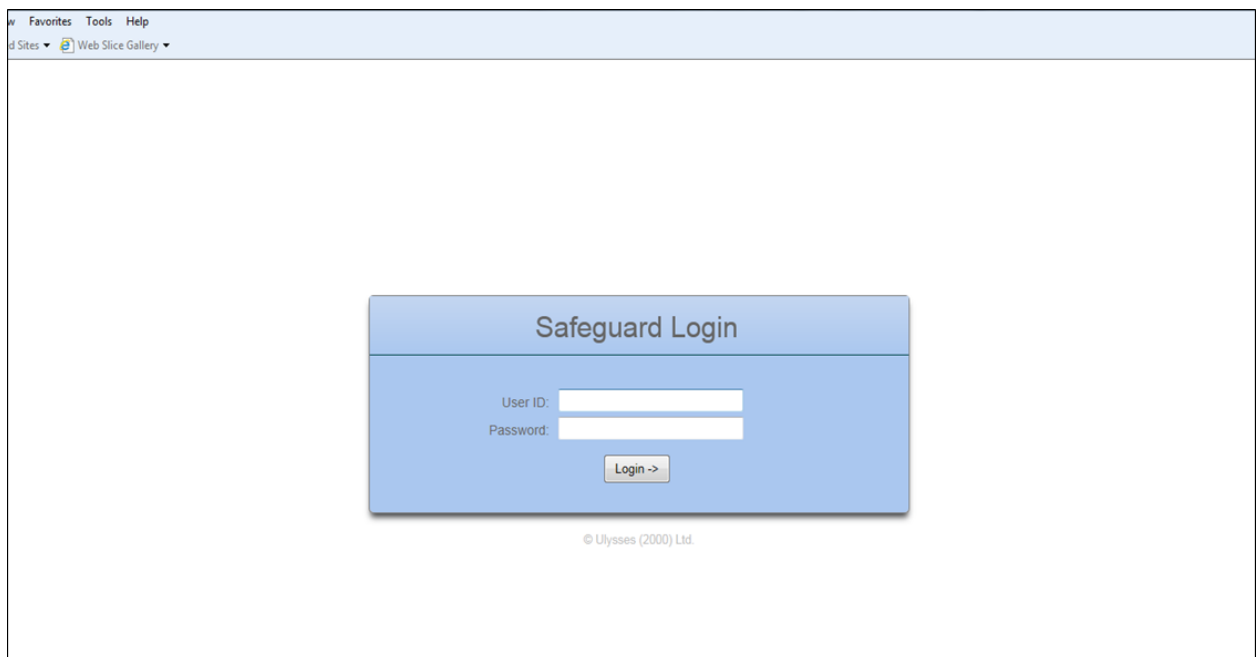 w Favorites Tools Help
d Sites Web Slice Gallery
Safeguard Login
User ID:
Password:
Login ->
© Ulysses (2000) Ltd.